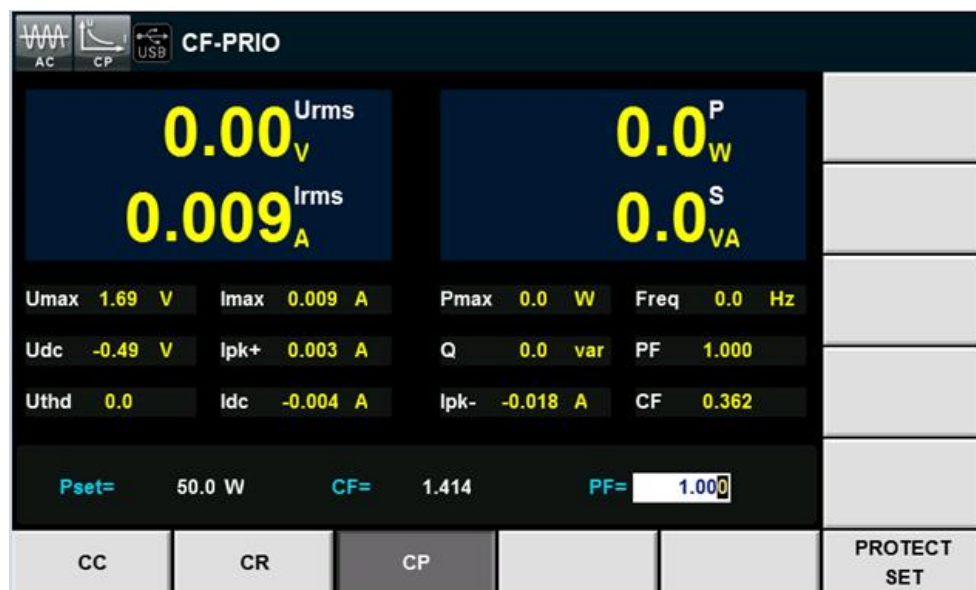 AC
U
I
CP
USB
CF-PRIO
0.00 Urms V
0.0 P W
0.009 Irms A
0.0 S VA
Umax 1.69 V Imax 0.009 A Pmax 0.0 W Freq 0.0 Hz
Udc -0.49 V Ipk+ 0.003 A Q 0.0 var PF 1.000
Uthd 0.0 Idc -0.004 A Ipk- -0.018 A CF 0.362
Pset= 50.0 W CF= 1.414 PF= 1.000
CC CR CP
PROTECT
SET